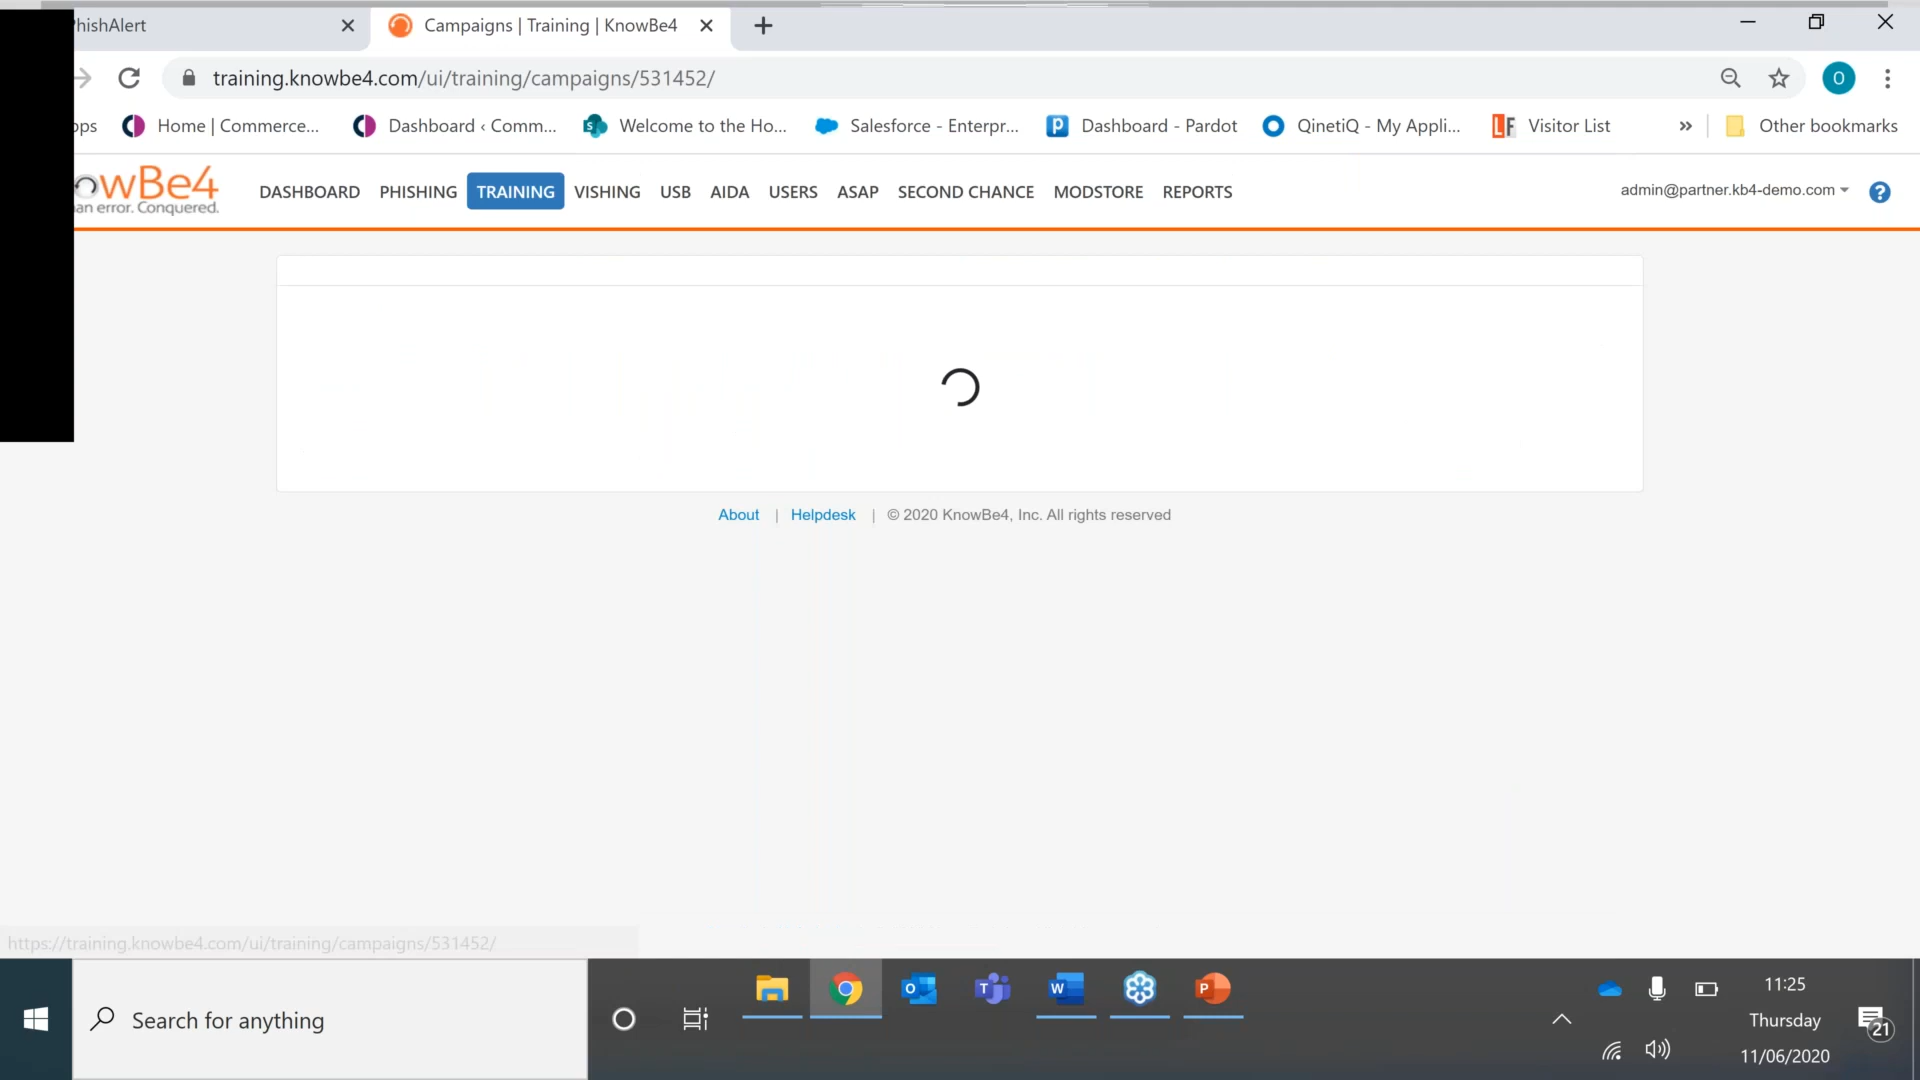 hishAlert
Campaigns | Training | KnowBe4
training.knowbe4.com/ui/training/campaigns/531452/
O
ops
Home | Commerce...
Dashboard ‹ Comm...
Welcome to the Ho...
Salesforce - Enterpr...
Dashboard - Pardot
QinetiQ - My Appli...
Visitor List
»
Other bookmarks
owBe4
an error. Conquered.
DASHBOARD PHISHING TRAINING VISHING USB AIDA USERS ASAP SECOND CHANCE MODSTORE REPORTS
admin@partner.kb4-demo.com
?
About | Helpdesk | © 2020 KnowBe4, Inc. All rights reserved
https://training.knowbe4.com/ui/training/campaigns/531452/
Search for anything
11:25
Thursday
11/06/2020
21